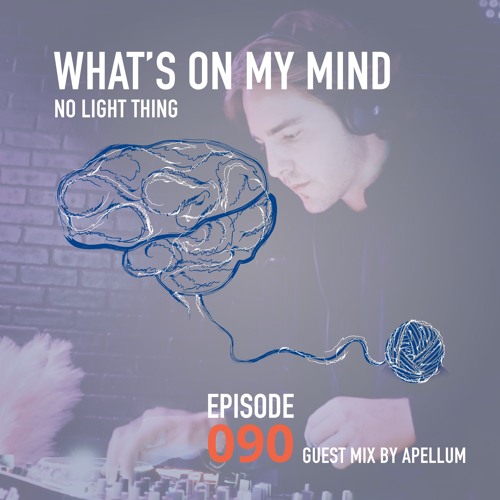 WHAT'S ON MY MIND
NO LIGHT THING
EPISODE
090 GUEST MIX BY APELLUM